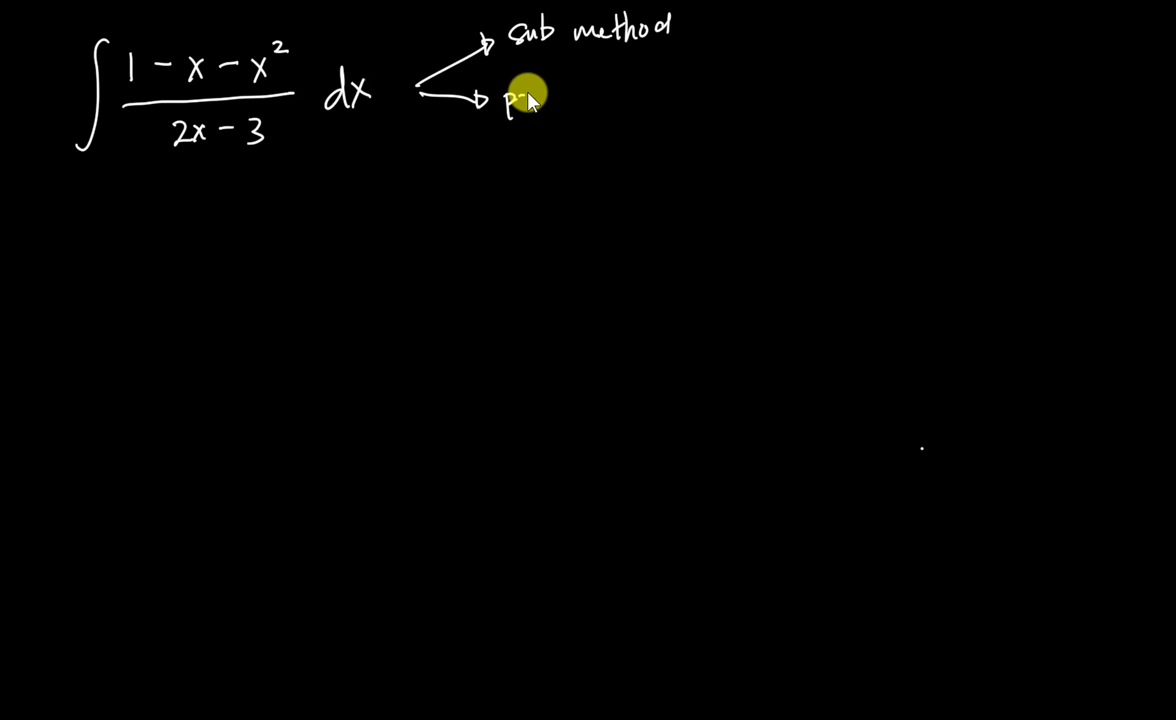 sub method
∫ (1 - x - x²)/(2x - 3) dx